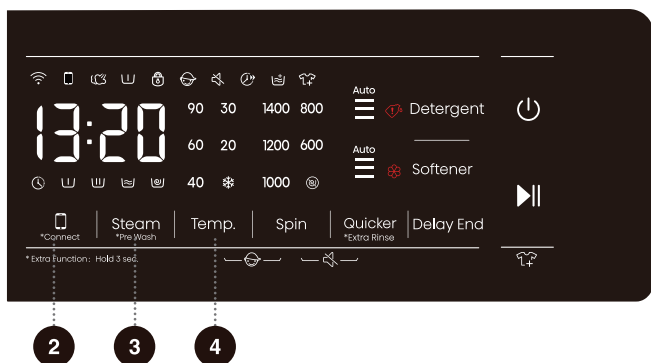 Auto
90 30 1400 800
Detergent
13:20
60 20 1200 600
Auto
Softener
40 1000
Steam Temp. Spin Quicker Delay End
*Connect *Pre Wash *Extra Rinse
* Extra Function: Hold 3 sec.
2 3 4